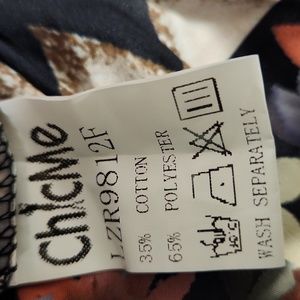 chicMe
LZR9812F
35% COTTON
65% POLYESTER
WASH SEPARATELY